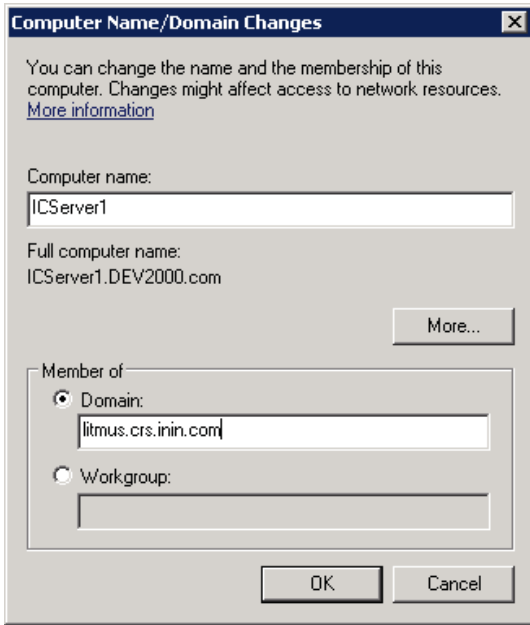 Computer Name/Domain Changes
You can change the name and the membership of this
computer. Changes might affect access to network resources.
More information
Computer name:
ICServer1
Full computer name:
ICServer1.DEV2000.com
More...
Member of
Domain:
litmus.crs.inin.com
Workgroup:
OK Cancel